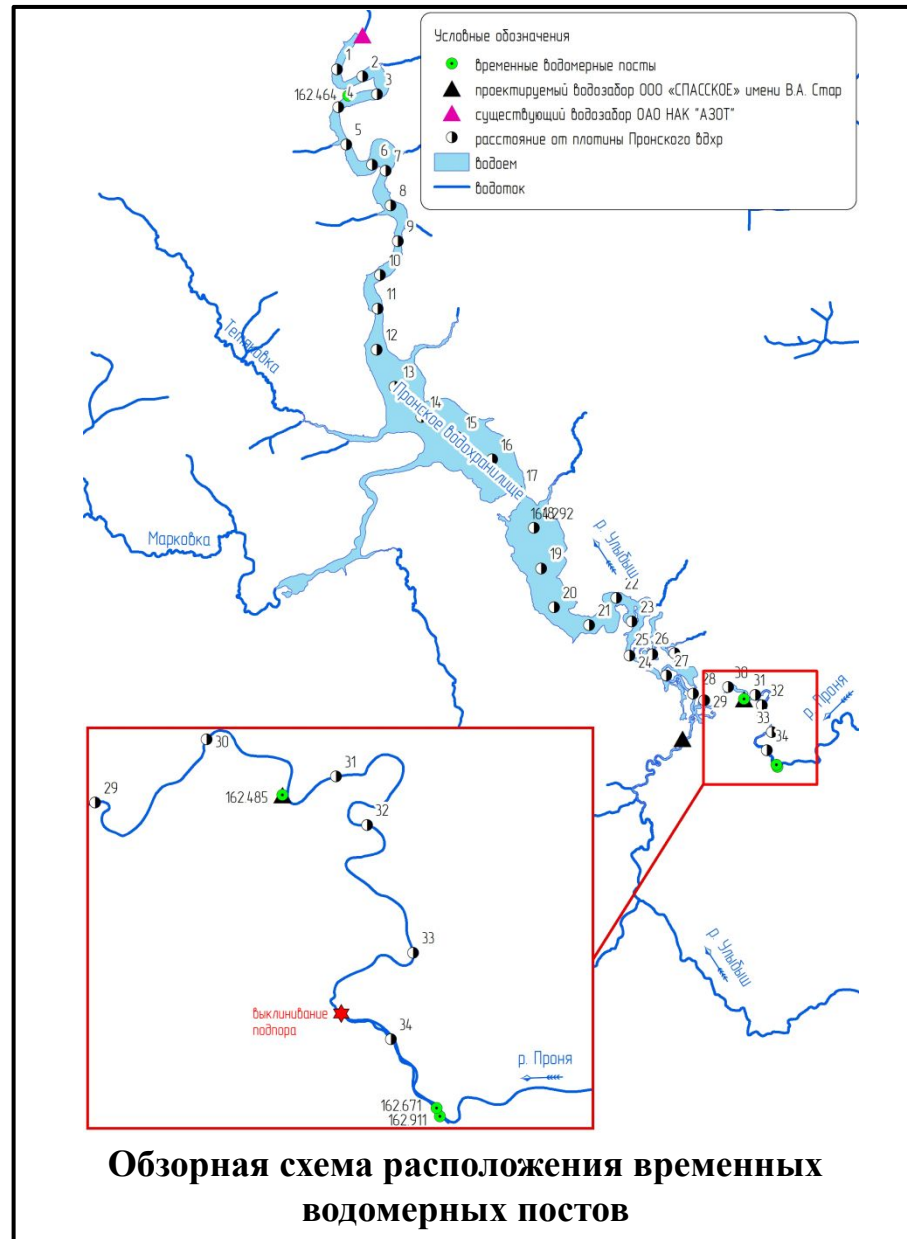 Условные обозначения
временные водомерные посты
проектируемый водозабор ООО «СПАССКОЕ» имени В.А. Стар
существующий водозабор ОАО НАК "АЗОТ"
расстояние от плотины Пронского вдхр
водоем
водоток
1
2
3
4
162.464
5
6
7
8
9
10
11
12
13
14
15
16
17
18
19
20
21
22
23
24
25
26
27
28
29
30
31
32
33
34
Тетяковка
Марковка
Пронское водохранилище
р. Улыбыш
р. Проня
р. Улыбыш
29
30
31
162.485
32
33
выклинивание
подпора
34
р. Проня
162.671
162.911
Обзорная схема расположения временных
водомерных постов